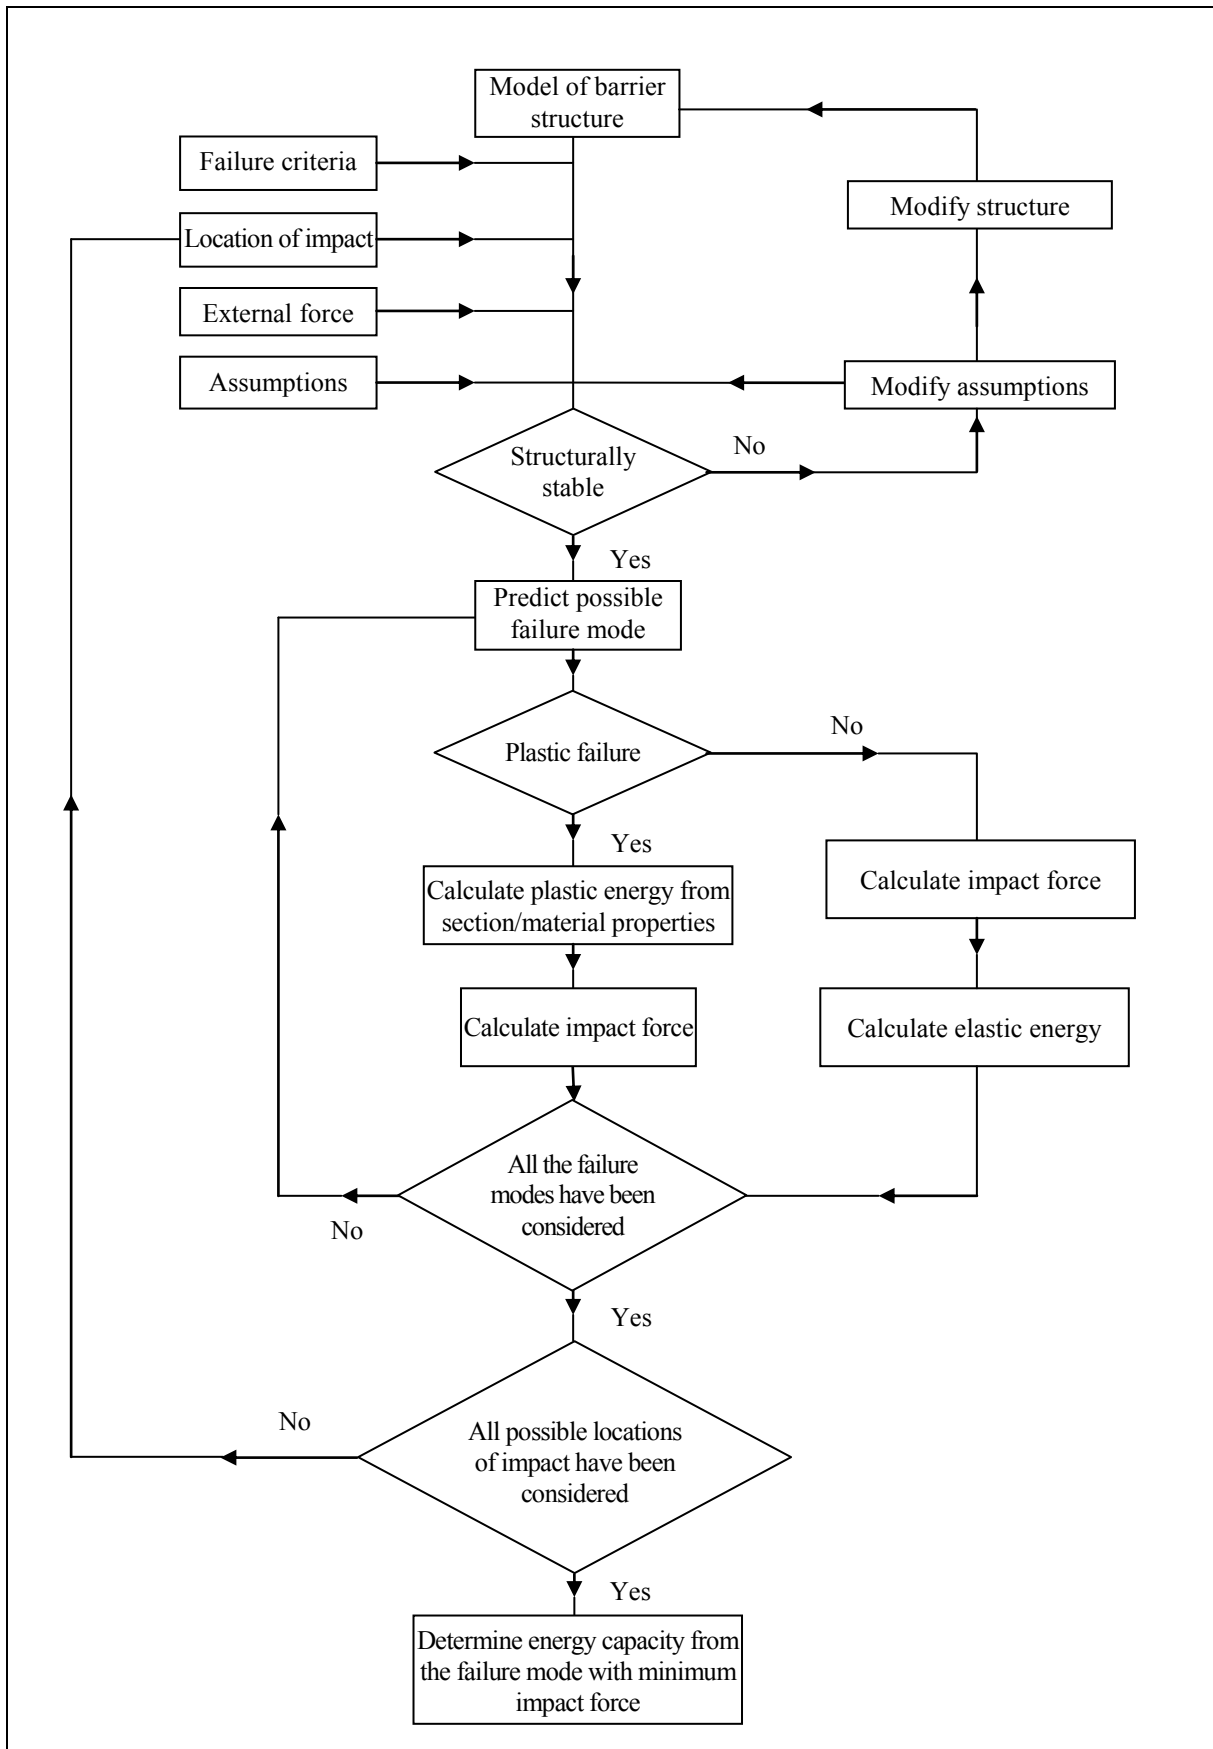 Model of barrier
structure
Failure criteria
Modify structure
Location of impact
External force
Assumptions
Modify assumptions
No
Structurally
stable
Yes
Predict possible
failure mode
No
Plastic failure
Yes
Calculate plastic energy from
section/material properties
Calculate impact force
Calculate impact force
Calculate elastic energy
All the failure
modes have been
considered
No
Yes
No
All possible locations
of impact have been
considered
Yes
Determine energy capacity from
the failure mode with minimum
impact force